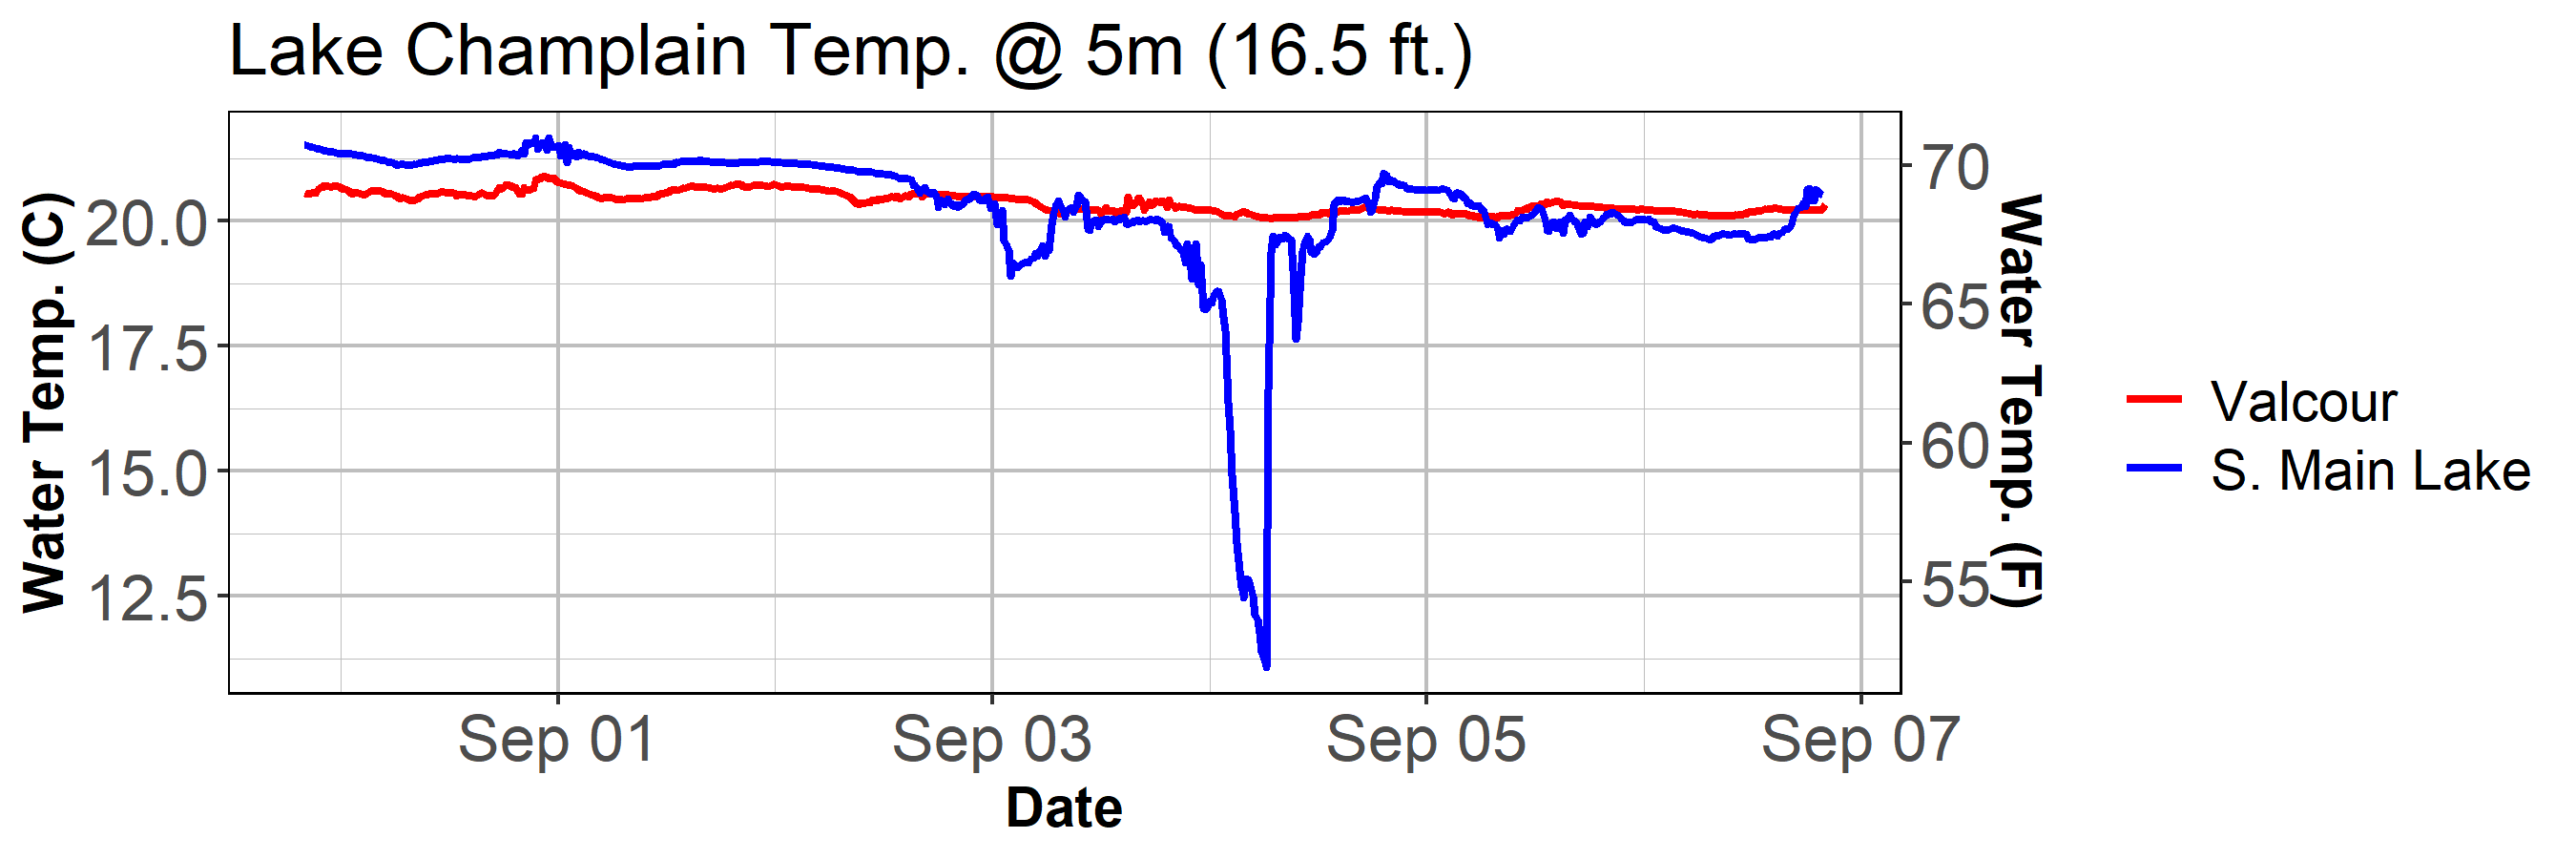 Lake Champlain Temp. @ 5m (16.5 ft.)
Water Temp. (C)
20.0
17.5
15.0
12.5
70
65
60
55
Water Temp. (F)
Sep 01
Sep 03
Sep 05
Sep 07
Date
Valcour
S. Main Lake